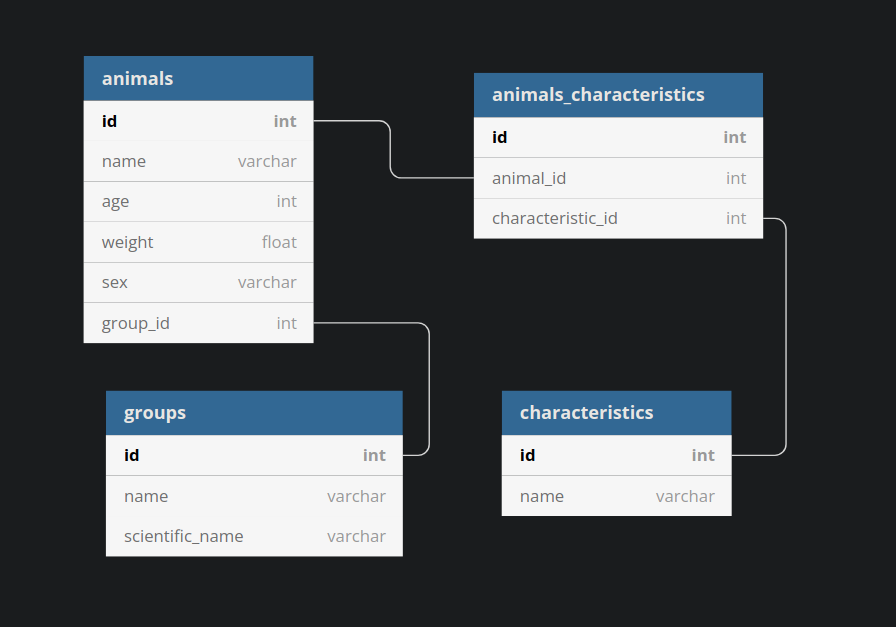 animals
id int
name varchar
age int
weight float
sex varchar
group_id int
animals_characteristics
id int
animal_id int
characteristic_id int
groups
id int
name varchar
scientific_name varchar
characteristics
id int
name varchar